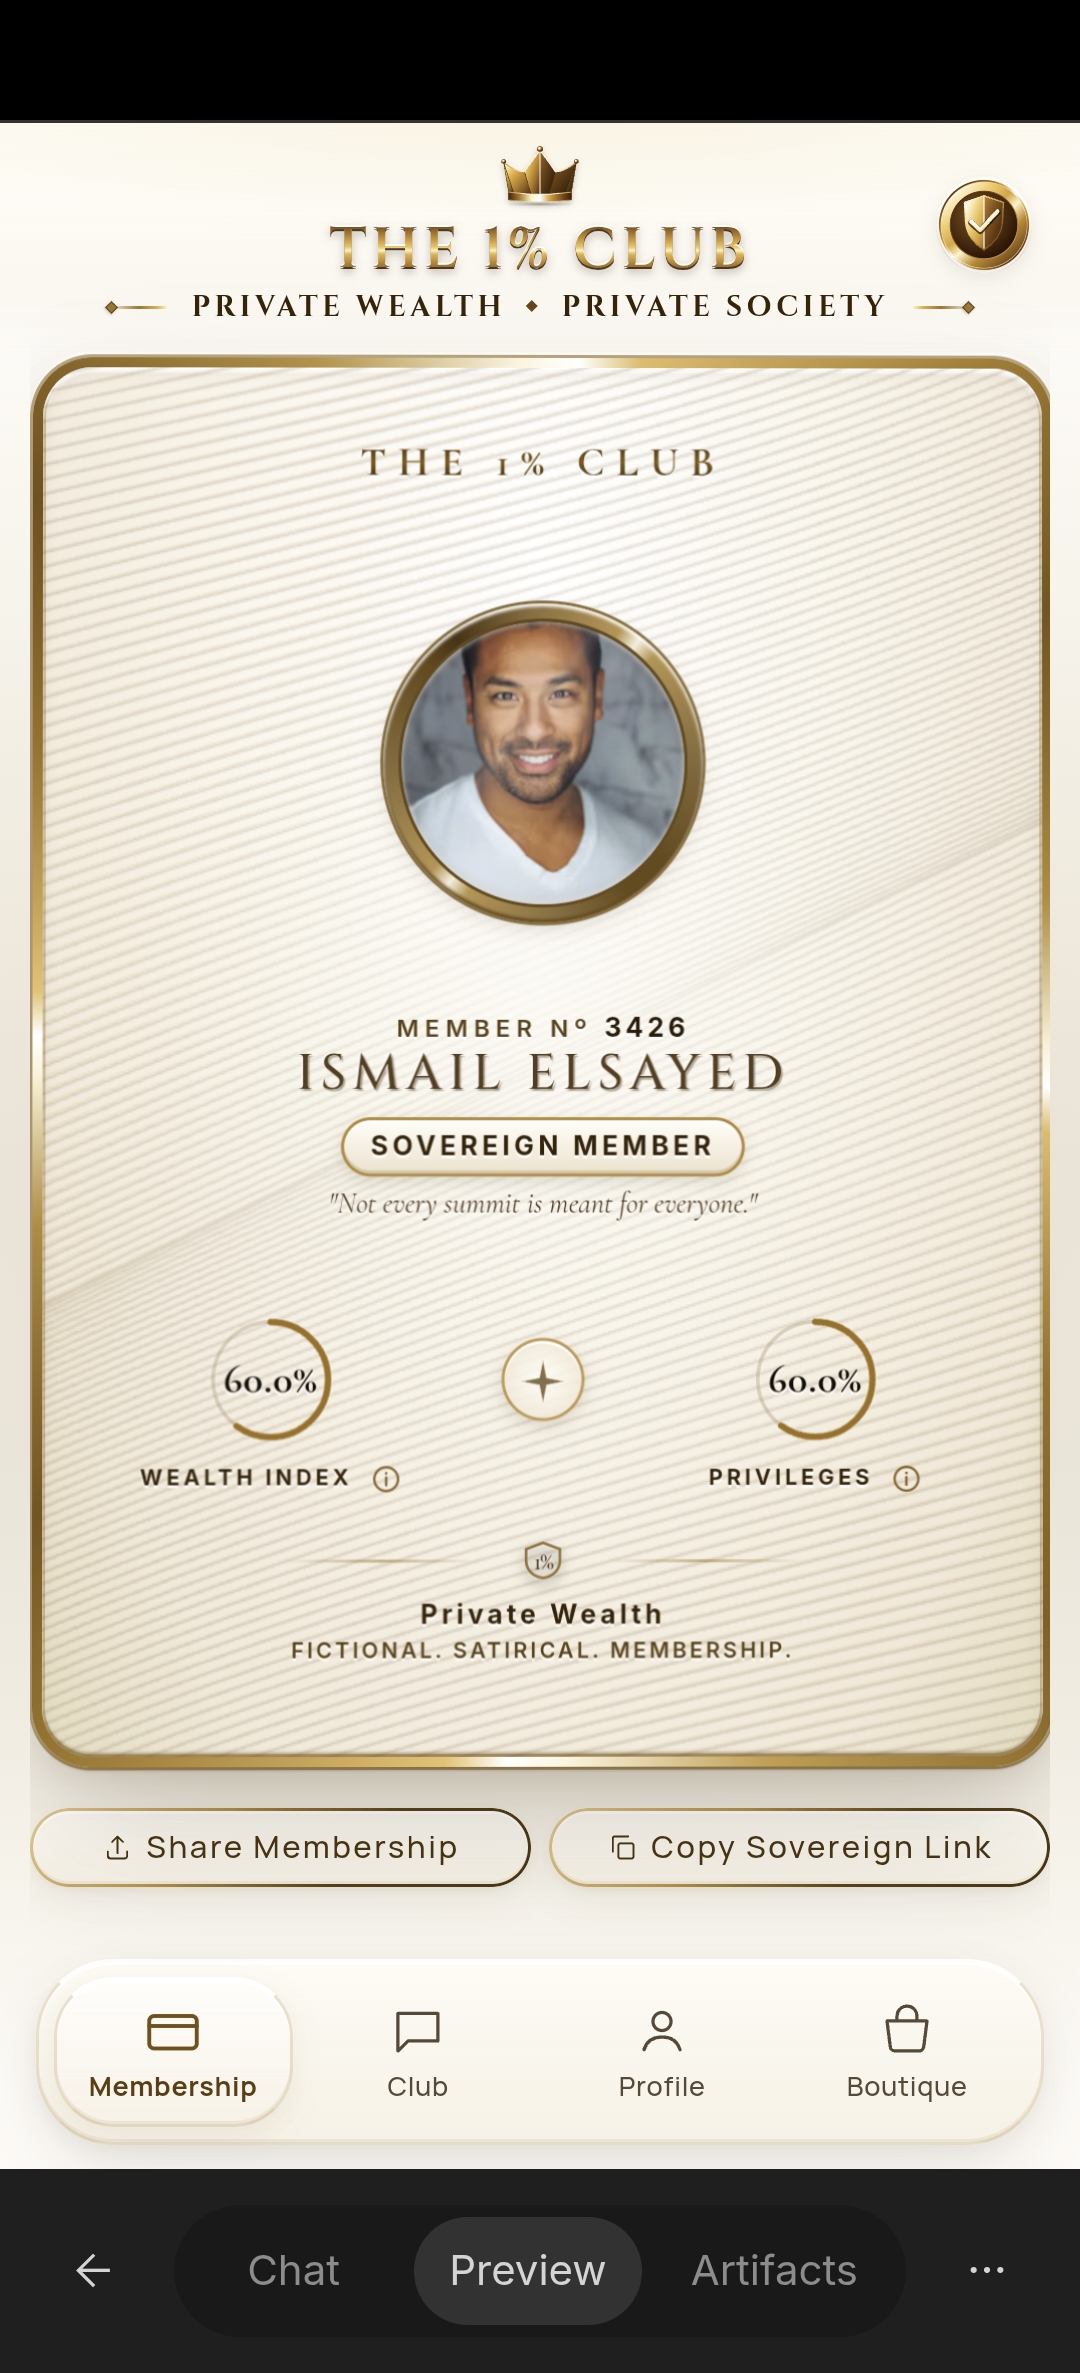 THE 1% CLUB
PRIVATE WEALTH ◆ PRIVATE SOCIETY
THE 1% CLUB
MEMBER Nº 3426
ISMAIL ELSAYED
SOVEREIGN MEMBER
"Not every summit is meant for everyone."
60.0% 60.0%
WEALTH INDEX PRIVILEGES
1%
Private Wealth
FICTIONAL. SATIRICAL. MEMBERSHIP.
Share Membership Copy Sovereign Link
Membership Club Profile Boutique
Chat Preview Artifacts